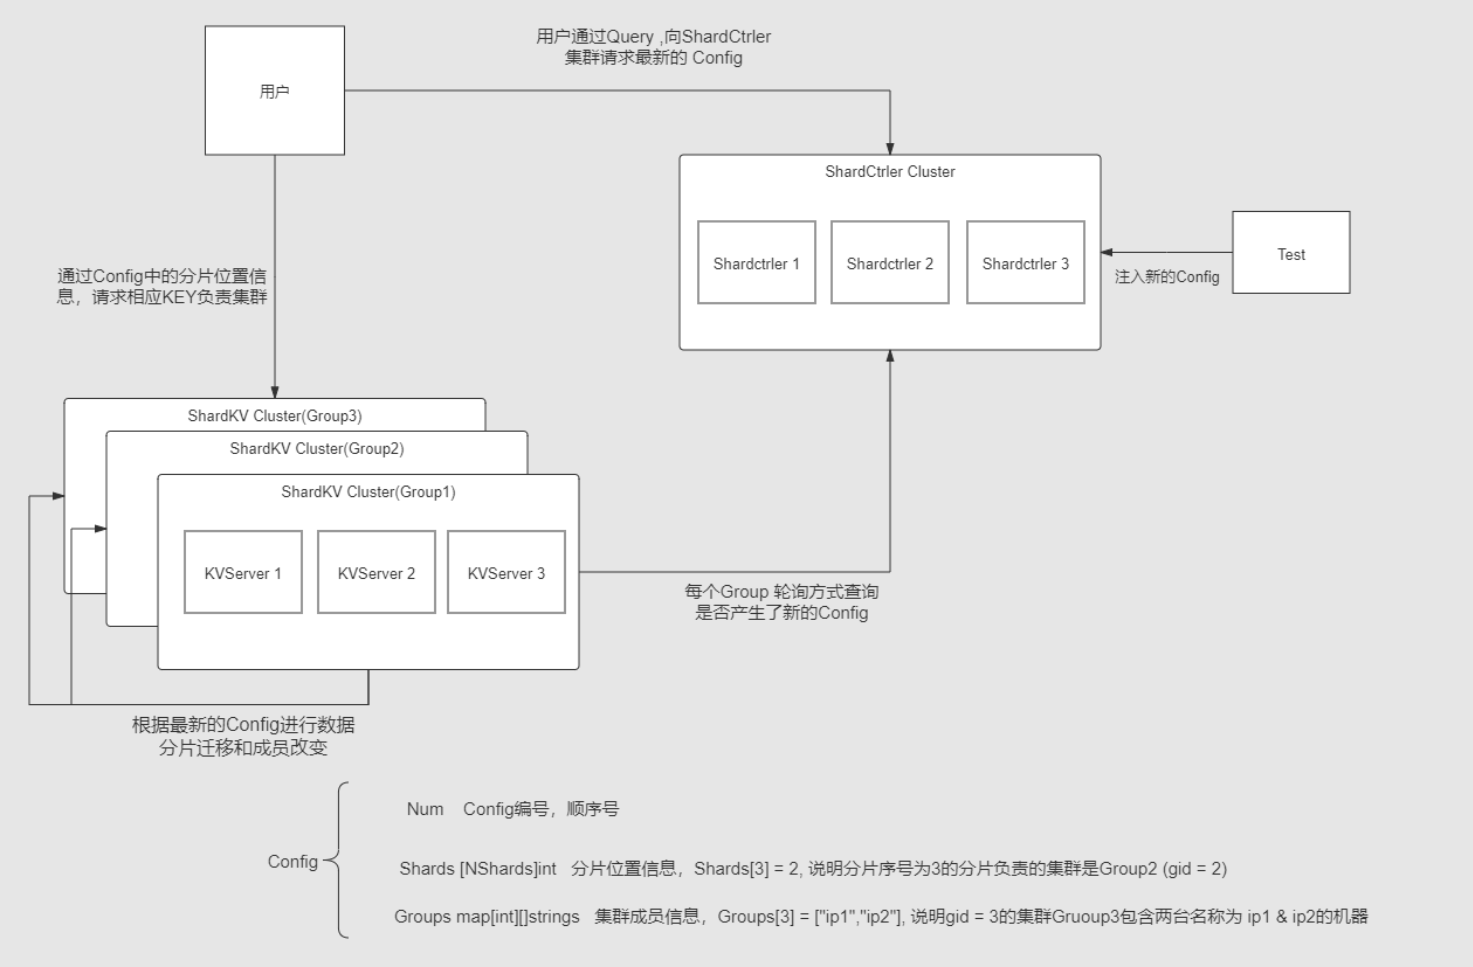 用户通过Query ,向ShardCtrler
集群请求最新的 Config
用户
ShardCtrler Cluster
Shardctrler 1
Shardctrler 2
Shardctrler 3
Test
注入新的Config
通过Config中的分片位置信
息，请求相应KEY负责集群
ShardKV Cluster(Group3)
ShardKV Cluster(Group2)
ShardKV Cluster(Group1)
KVServer 1
KVServer 2
KVServer 3
每个Group 轮询方式查询
是否产生了新的Config
根据最新的Config进行数据
分片迁移和成员改变
Config
Num Config编号，顺序号
Shards [NShards]int 分片位置信息，Shards[3] = 2, 说明分片序号为3的分片负责的集群是Group2 (gid = 2)
Groups map[int][]strings 集群成员信息，Groups[3] = ["ip1","ip2"], 说明gid = 3的集群Gruoup3包含两台名称为 ip1 & ip2的机器